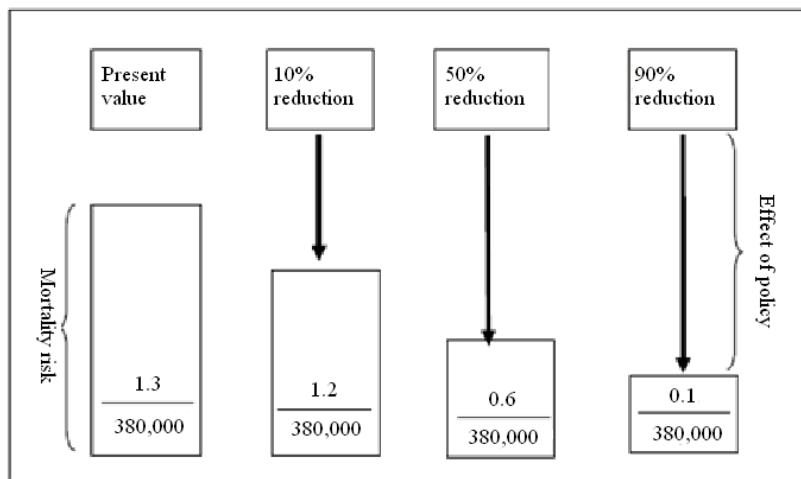 Present
value
10%
reduction
50%
reduction
90%
reduction
Mortality risk
Effect of policy
1.3
380,000
1.2
380,000
0.6
380,000
0.1
380,000